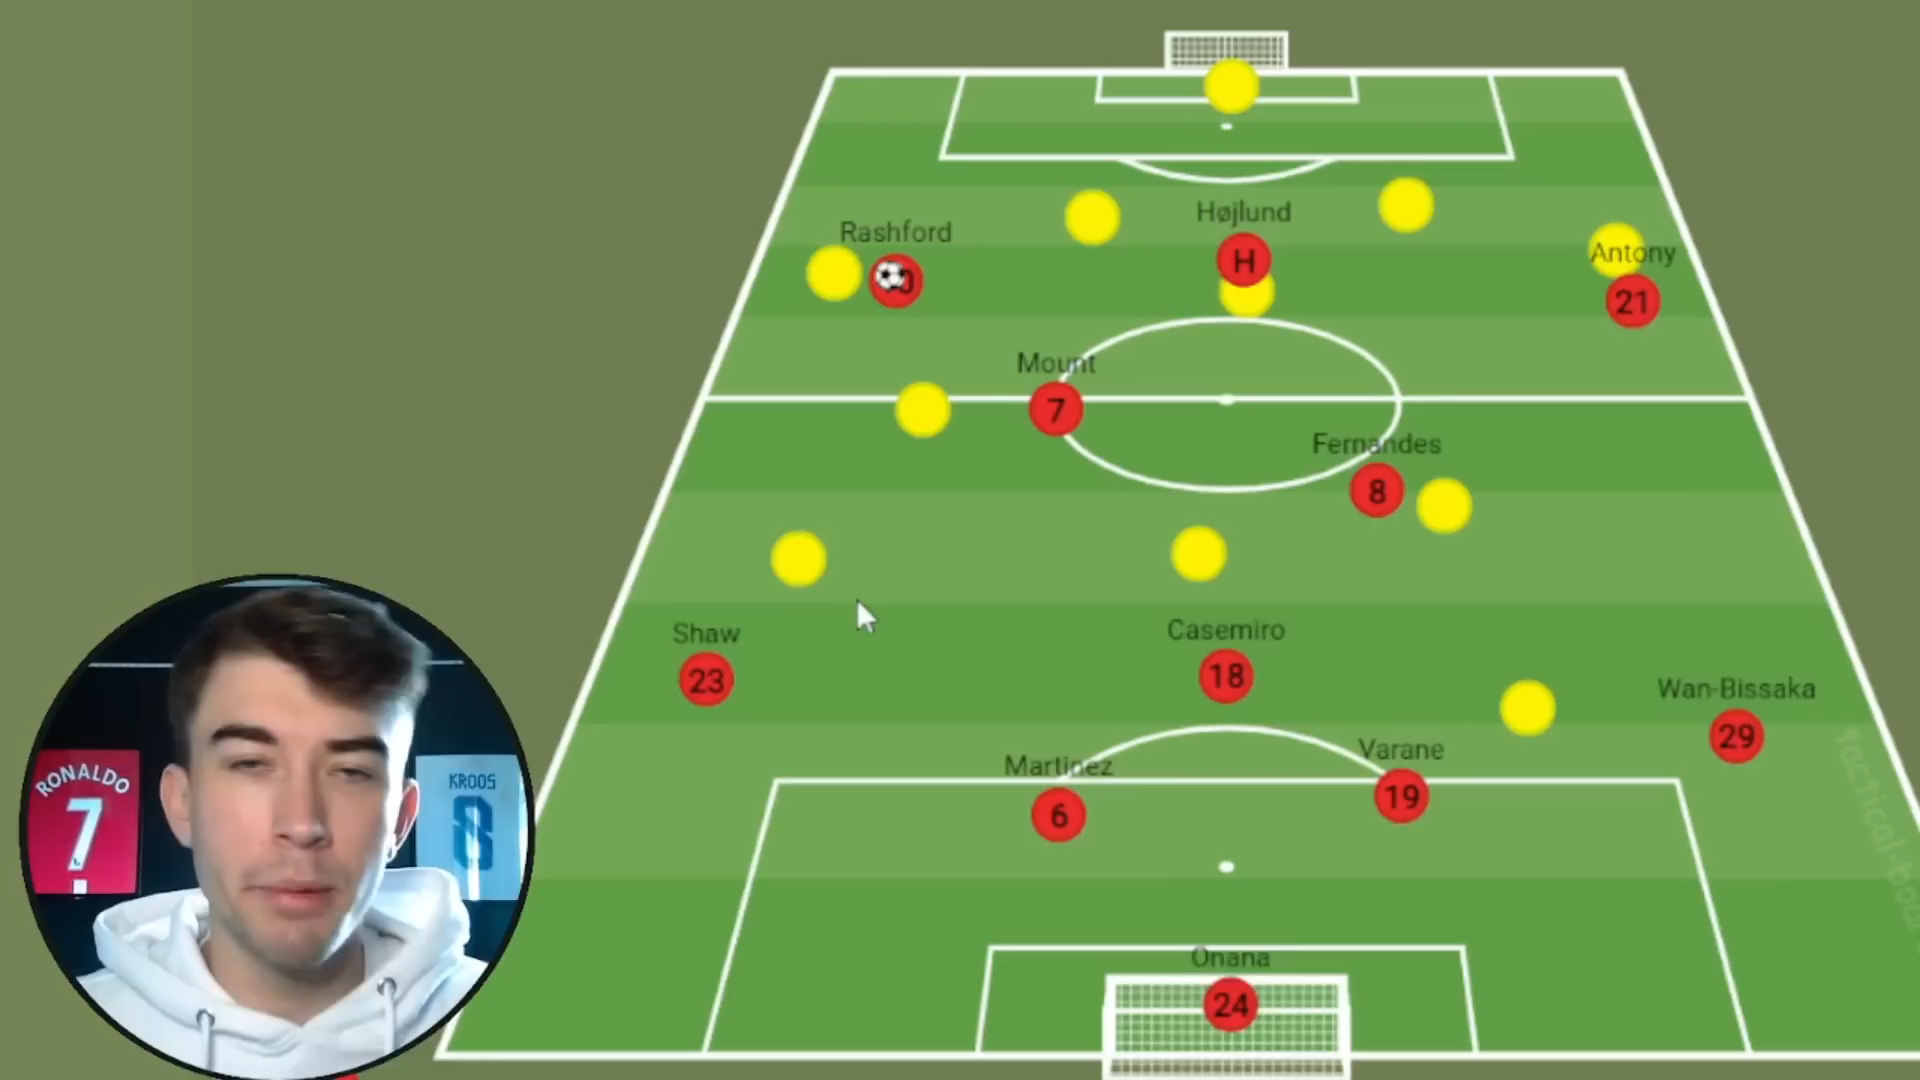 Højlund
Rashford
Antony
H
21
Mount
7
Fernandes
8
Shaw
Casemiro
23
18
Wan-Bissaka
29
Varane
Martinez
19
6
RONALDO
7
KROOS
8
Onana
24